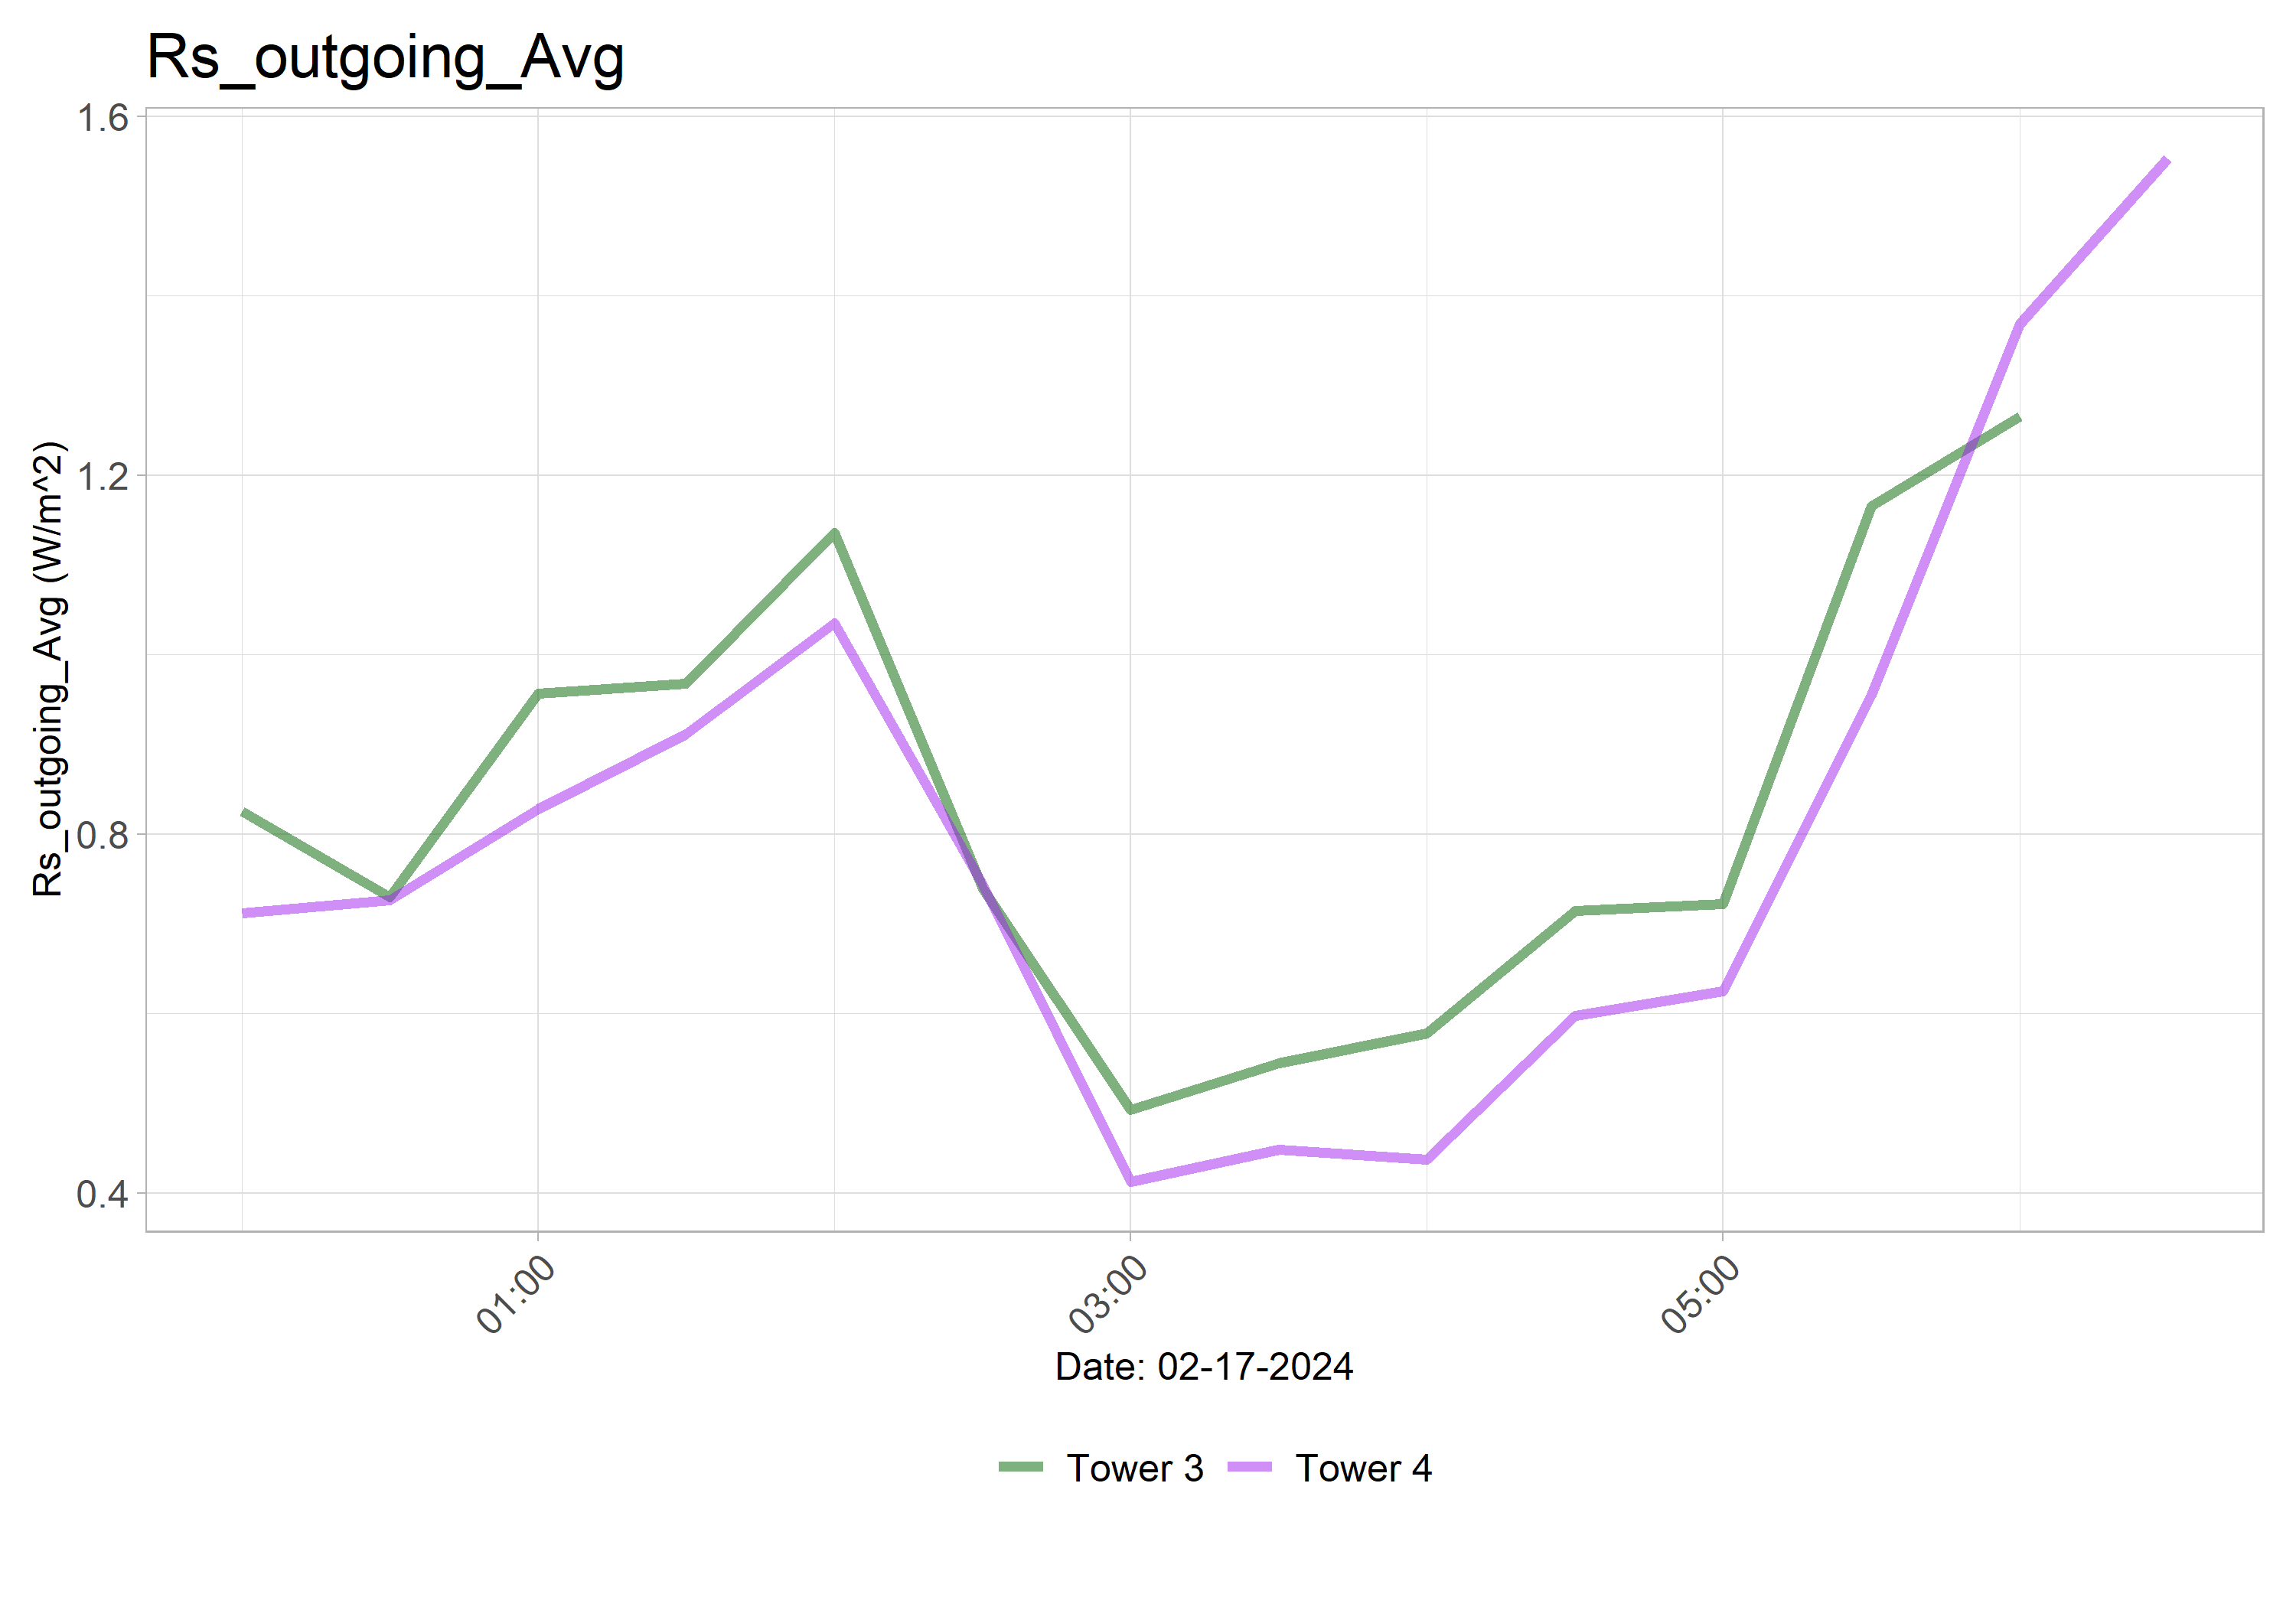 Rs_outgoing_Avg
Rs_outgoing_Avg (W/m^2)
1.6
1.2
0.8
0.4
01:00
03:00
05:00
Date: 02-17-2024
Tower 3
Tower 4